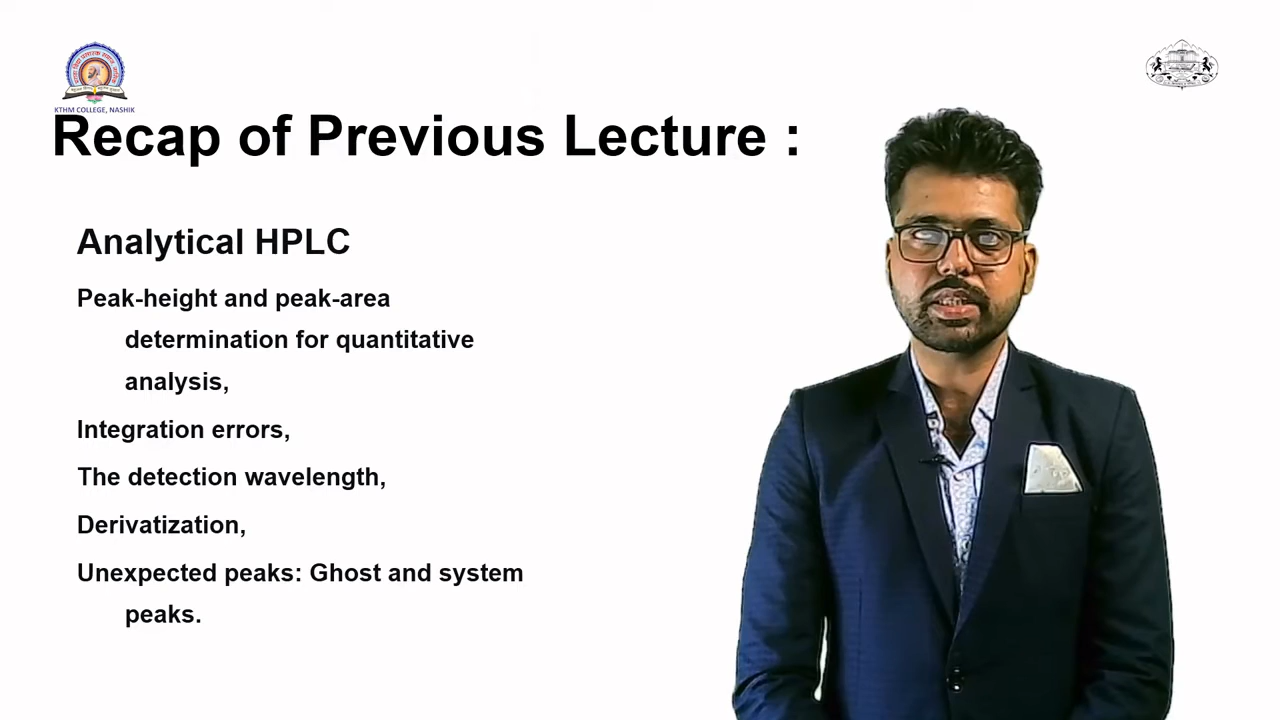 KTHM COLLEGE, NASHIK
Recap of Previous Lecture :
Analytical HPLC
Peak-height and peak-area
determination for quantitative
analysis,
Integration errors,
The detection wavelength,
Derivatization,
Unexpected peaks: Ghost and system
peaks.